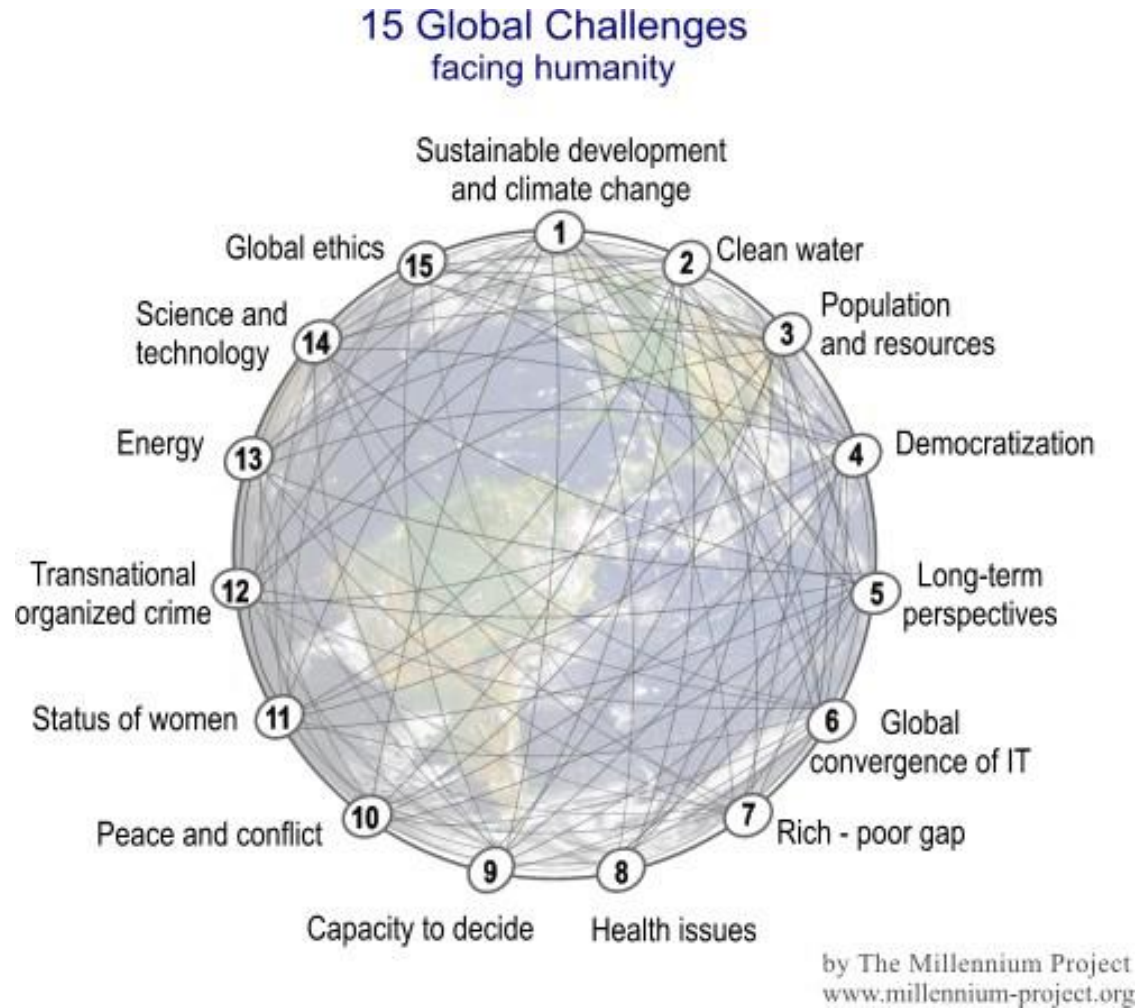 15 Global Challenges
facing humanity
Sustainable development
and climate change
1
Clean water
2
Population
and resources
3
Democratization
4
Long-term
perspectives
5
Global
convergence of IT
6
Rich - poor gap
7
Health issues
8
Capacity to decide
9
Peace and conflict
10
Status of women
11
Transnational
organized crime
12
Energy
13
Science and
technology
14
Global ethics
15
by The Millennium Project
www.millennium-project.org